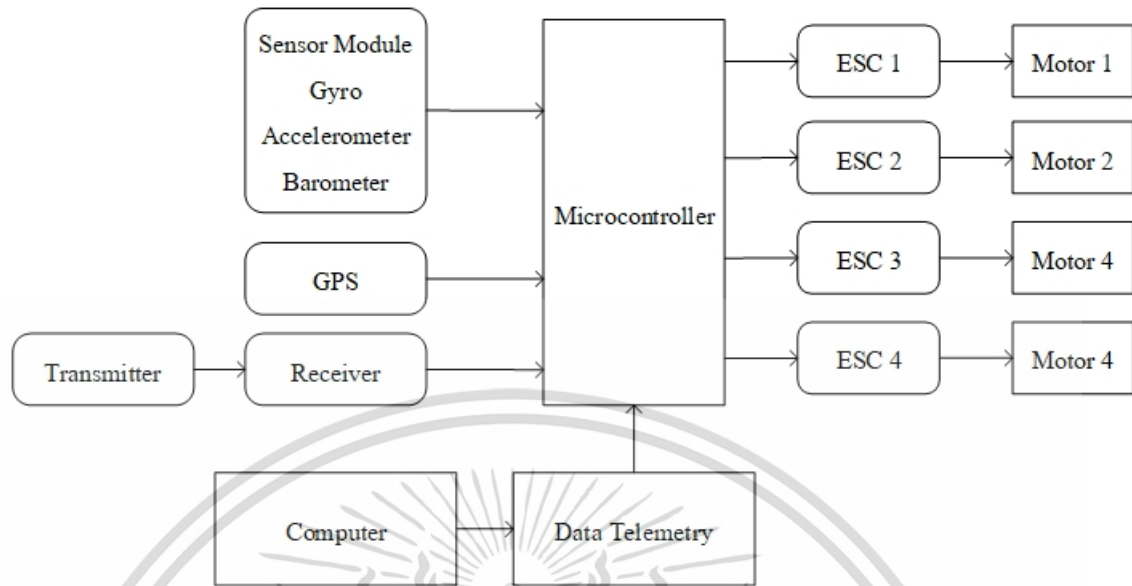 Sensor Module
Gyro
Accelerometer
Barometer
GPS
Transmitter
Receiver
Microcontroller
Computer
Data Telemetry
ESC 1
Motor 1
ESC 2
Motor 2
ESC 3
Motor 4
ESC 4
Motor 4